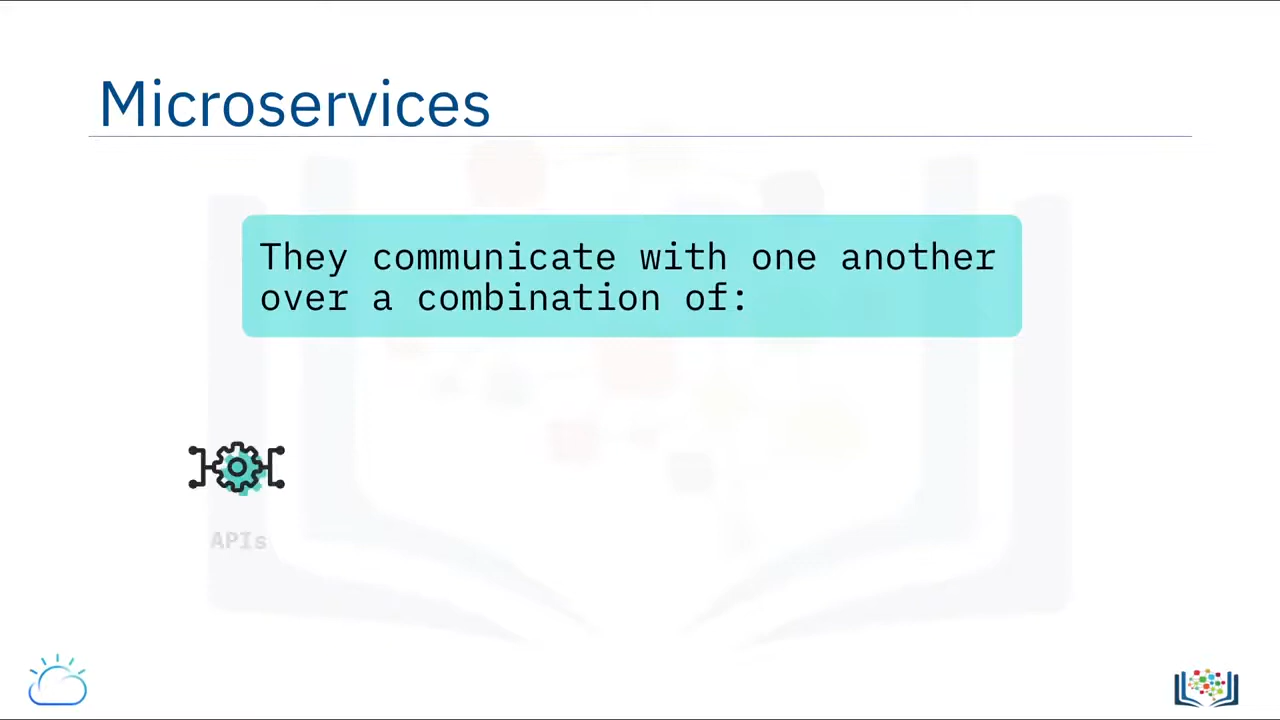 Microservices
They communicate with one another
over a combination of:
APIs